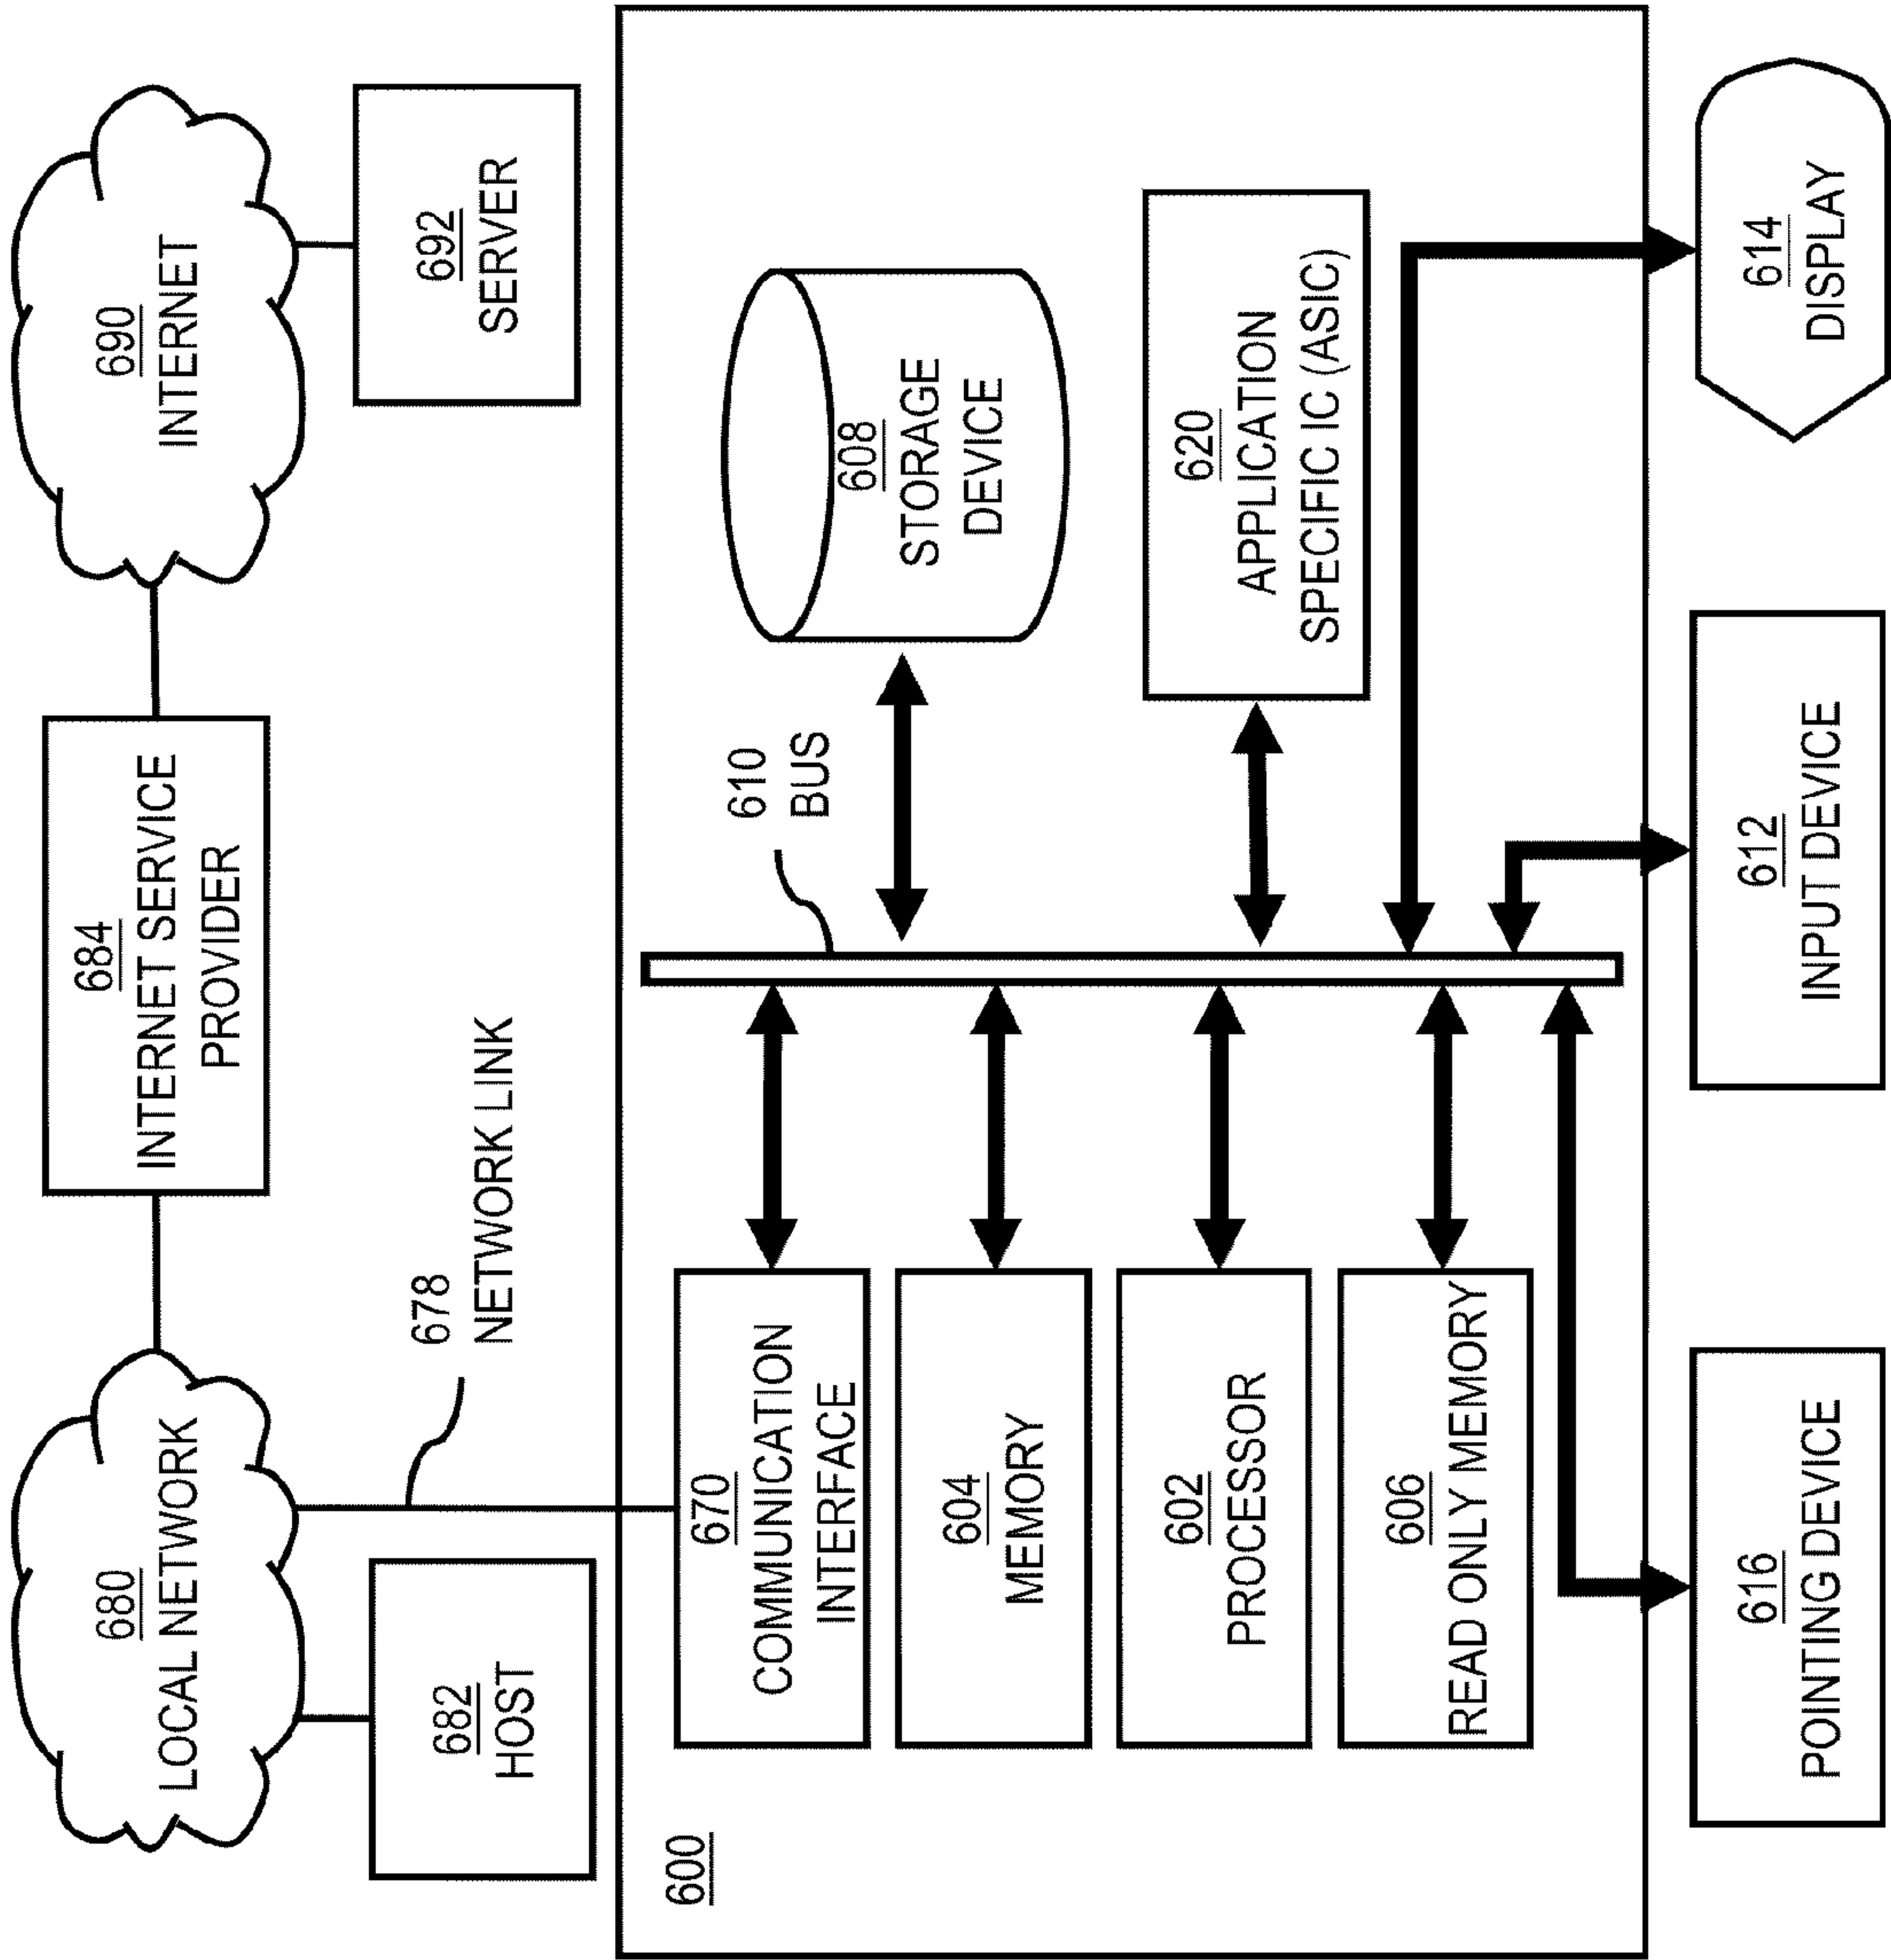 680
LOCAL NETWORK
684
INTERNET SERVICE
PROVIDER
690
INTERNET
682
HOST
678
NETWORK LINK
692
SERVER
600
670
COMMUNICATION
INTERFACE
610
BUS
608
STORAGE
DEVICE
604
MEMORY
602
PROCESSOR
620
APPLICATION
SPECIFIC IC (ASIC)
606
READ ONLY MEMORY
616
POINTING DEVICE
612
INPUT DEVICE
614
DISPLAY